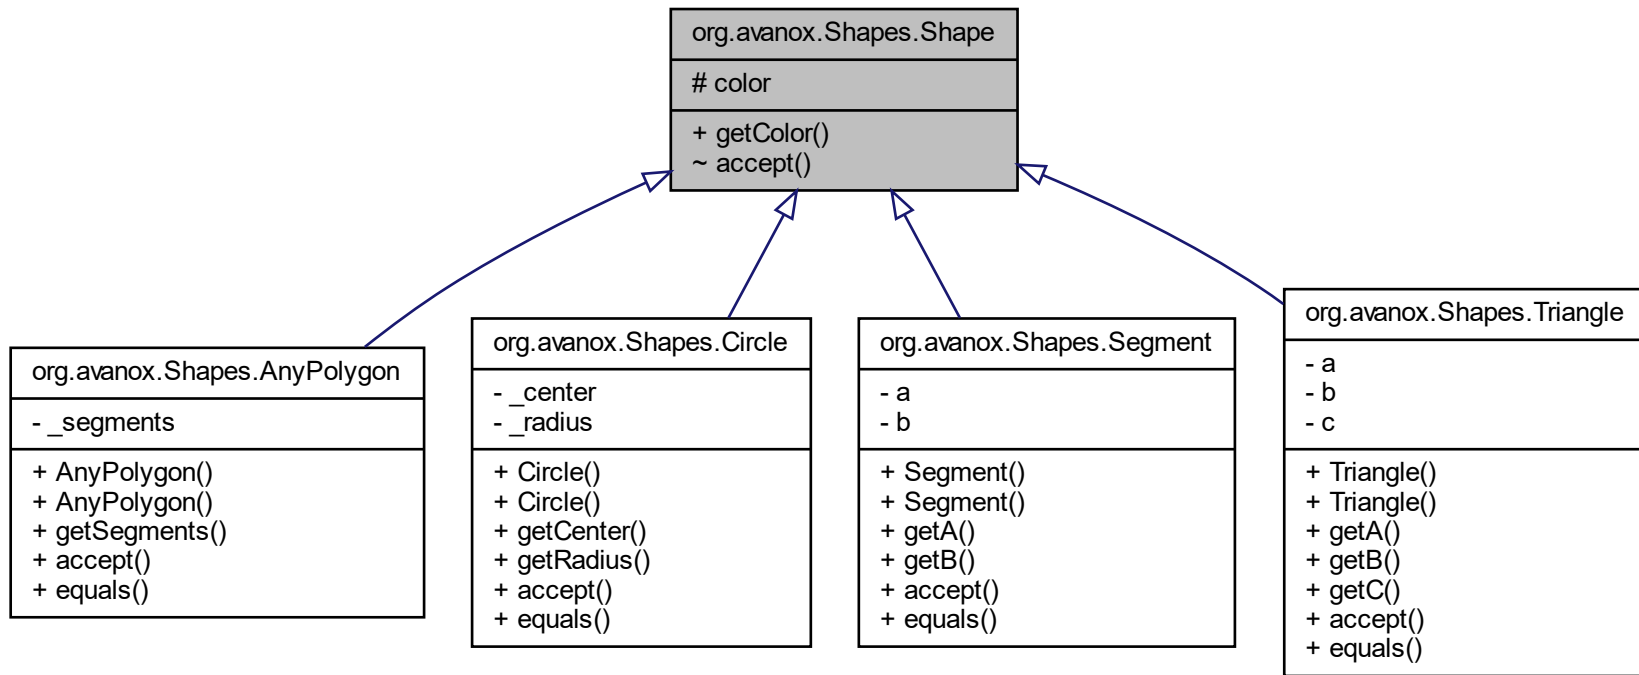 org.avanox.Shapes.Shape
# color
+ getColor()
~ accept()
org.avanox.Shapes.AnyPolygon
- _segments
+ AnyPolygon()
+ AnyPolygon()
+ getSegments()
+ accept()
+ equals()
org.avanox.Shapes.Circle
- _center
- _radius
+ Circle()
+ Circle()
+ getCenter()
+ getRadius()
+ accept()
+ equals()
org.avanox.Shapes.Segment
- a
- b
+ Segment()
+ Segment()
+ getA()
+ getB()
+ accept()
+ equals()
org.avanox.Shapes.Triangle
- a
- b
- c
+ Triangle()
+ Triangle()
+ getA()
+ getB()
+ getC()
+ accept()
+ equals()